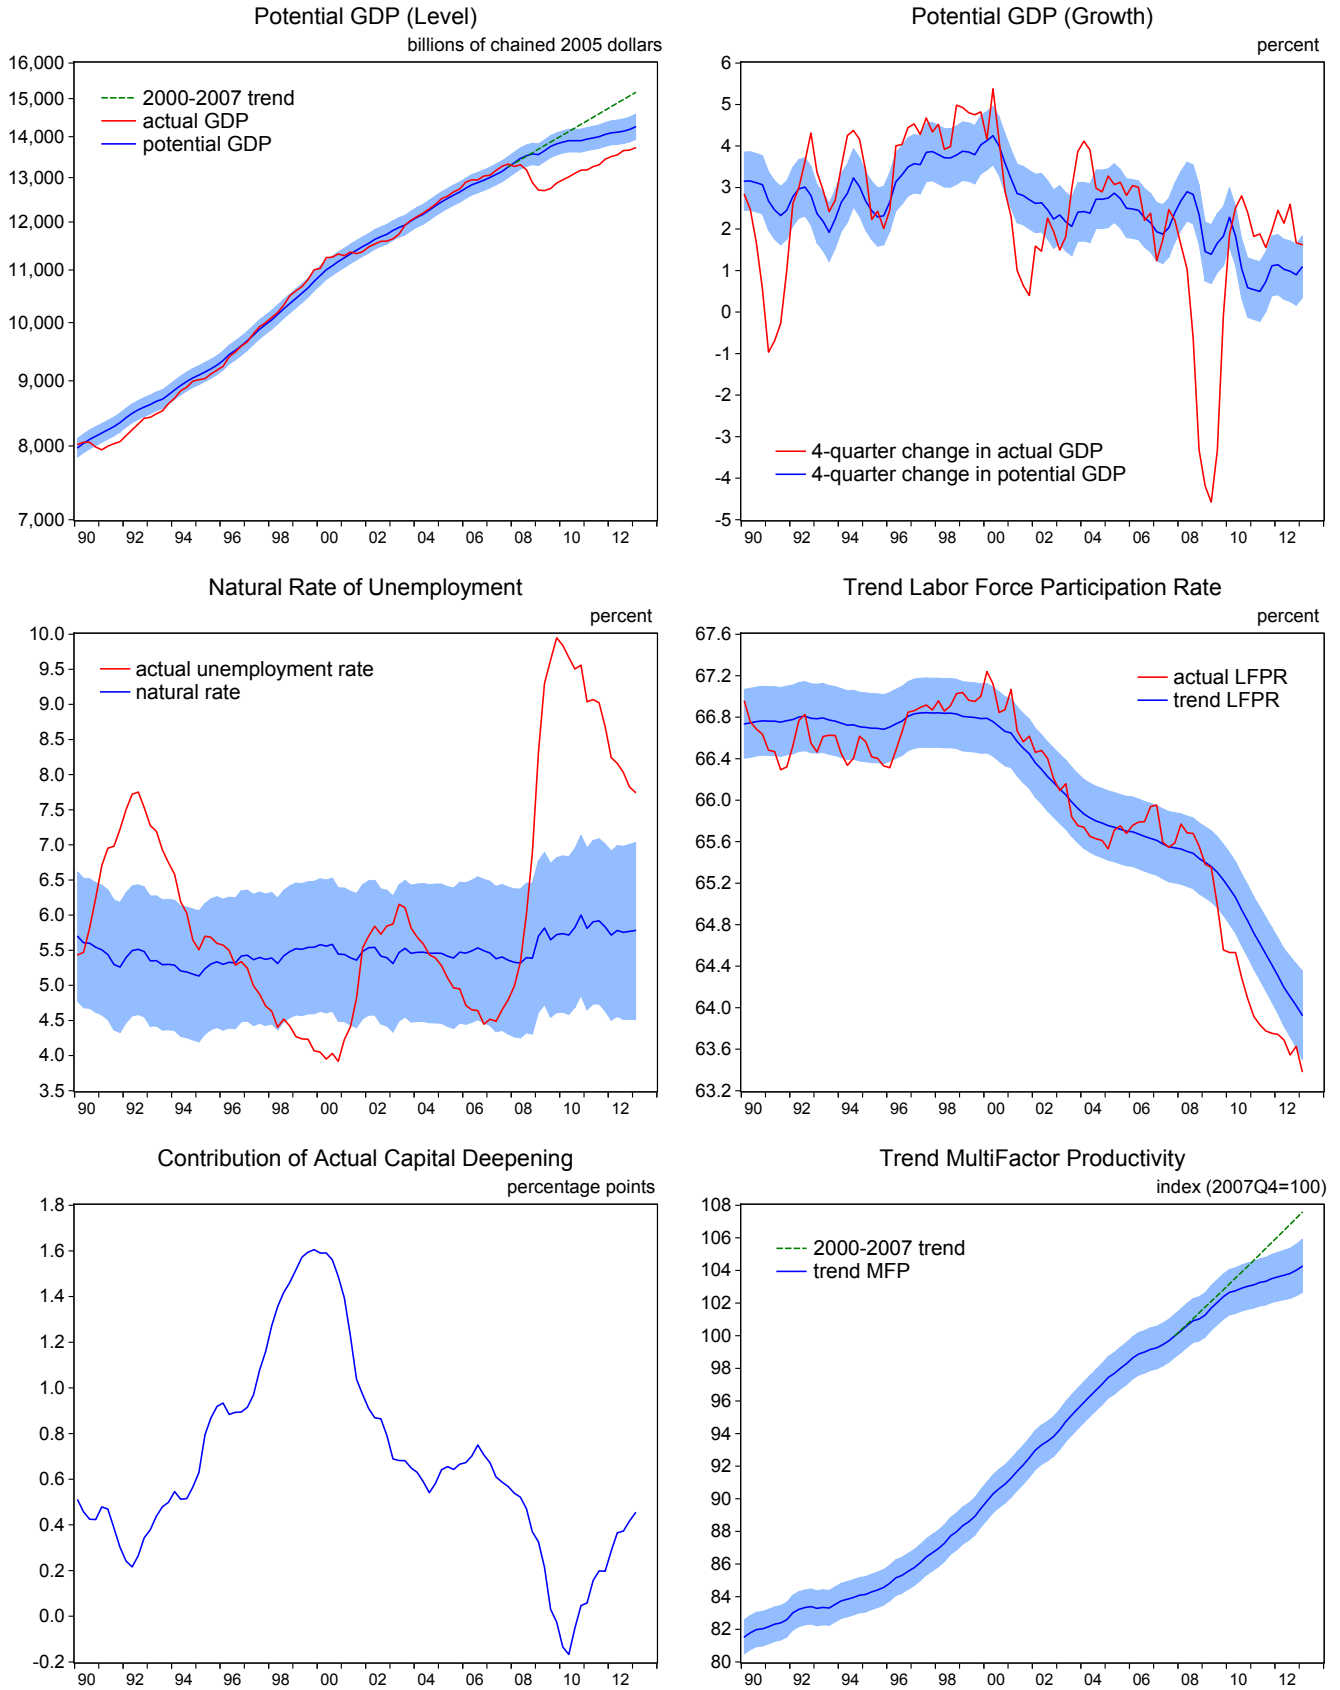 Potential GDP (Level)
billions of chained 2005 dollars
16,000
15,000
14,000
13,000
12,000
11,000
10,000
9,000
8,000
7,000
2000-2007 trend
actual GDP
potential GDP
90 92 94 96 98 00 02 04 06 08 10 12
Potential GDP (Growth)
percent
6
5
4
3
2
1
0
-1
-2
-3
-4
-5
4-quarter change in actual GDP
4-quarter change in potential GDP
90 92 94 96 98 00 02 04 06 08 10 12
Natural Rate of Unemployment
percent
10.0
9.5
9.0
8.5
8.0
7.5
7.0
6.5
6.0
5.5
5.0
4.5
4.0
3.5
actual unemployment rate
natural rate
90 92 94 96 98 00 02 04 06 08 10 12
Trend Labor Force Participation Rate
percent
67.6
67.2
66.8
66.4
66.0
65.6
65.2
64.8
64.4
64.0
63.6
63.2
actual LFPR
trend LFPR
90 92 94 96 98 00 02 04 06 08 10 12
Contribution of Actual Capital Deepening
percentage points
1.8
1.6
1.4
1.2
1.0
0.8
0.6
0.4
0.2
0.0
-0.2
90 92 94 96 98 00 02 04 06 08 10 12
Trend MultiFactor Productivity
index (2007Q4=100)
108
106
104
102
100
98
96
94
92
90
88
86
84
82
80
2000-2007 trend
trend MFP
90 92 94 96 98 00 02 04 06 08 10 12